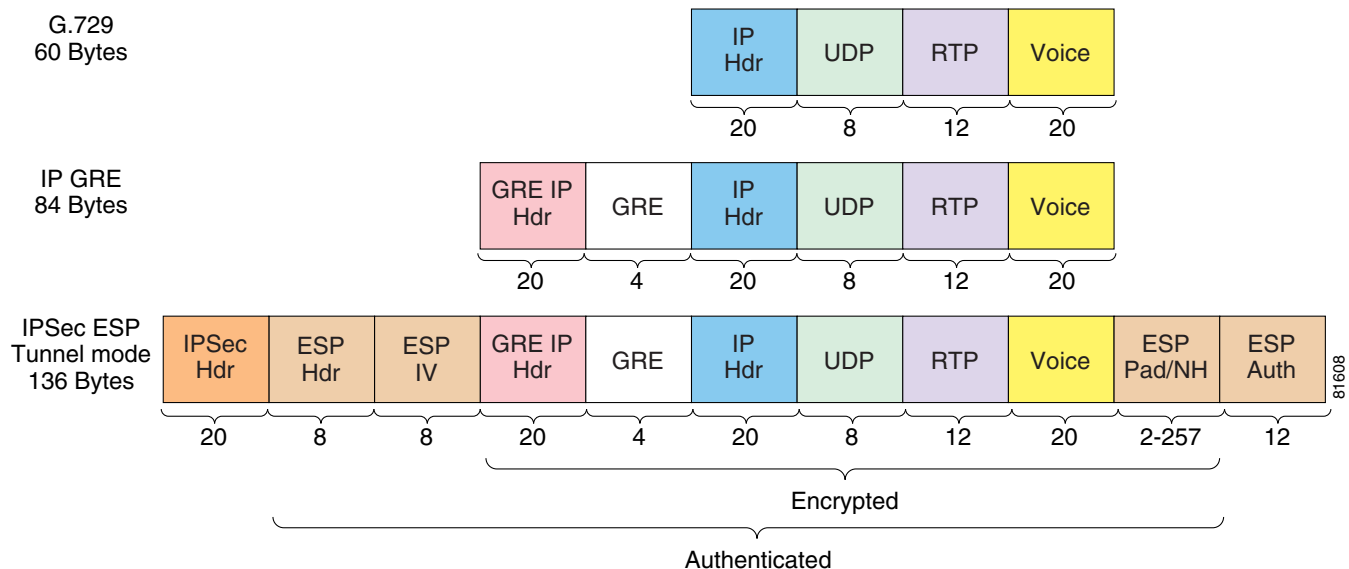 G.729
60 Bytes
IP
Hdr
UDP
RTP
Voice
20
8
12
20
IP GRE
84 Bytes
GRE IP
Hdr
GRE
IP
Hdr
UDP
RTP
Voice
20
4
20
8
12
20
IPSec ESP
Tunnel mode
136 Bytes
IPSec
Hdr
ESP
Hdr
ESP
IV
GRE IP
Hdr
GRE
IP
Hdr
UDP
RTP
Voice
ESP
Pad/NH
ESP
Auth
81608
20
8
8
20
4
20
8
12
20
2-257
12
Encrypted
Authenticated